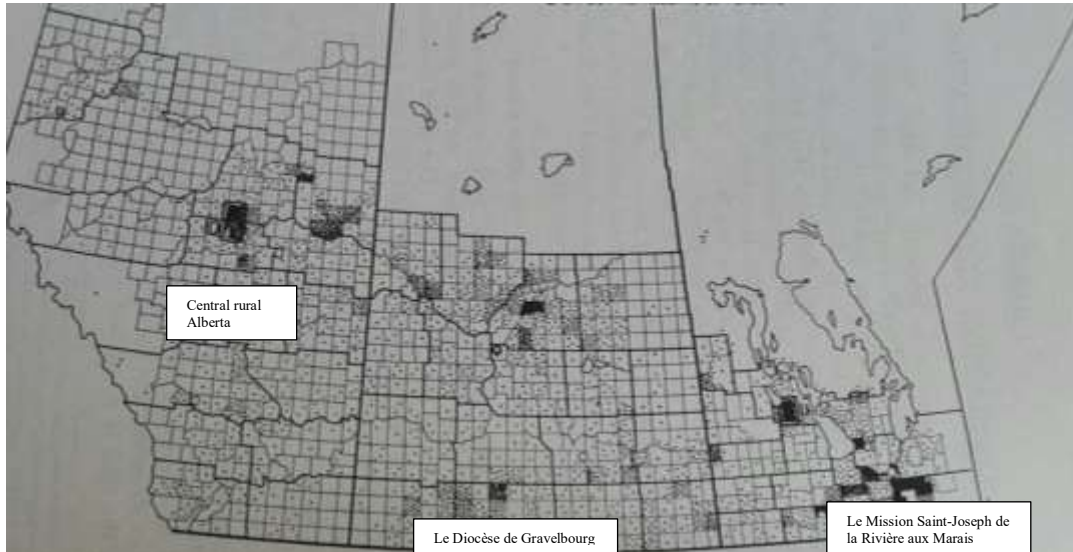 Central rural
Alberta
Le Diocèse de Gravelbourg
Le Mission Saint-Joseph de
la Rivière aux Marais